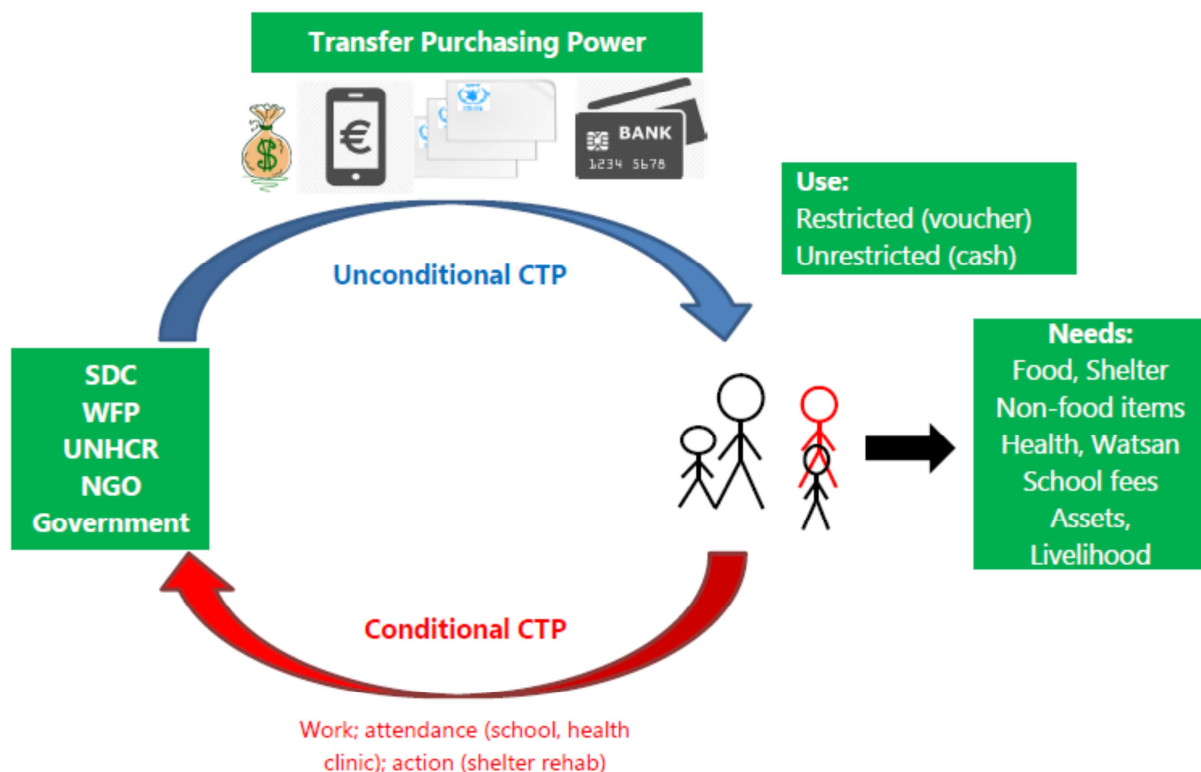 Transfer Purchasing Power
$
€
BANK
1234 5678
Use:
Restricted (voucher)
Unrestricted (cash)
Unconditional CTP
SDC
WFP
UNHCR
NGO
Government
Needs:
Food, Shelter
Non-food items
Health, Watsan
School fees
Assets,
Livelihood
Conditional CTP
Work; attendance (school, health
clinic); action (shelter rehab)